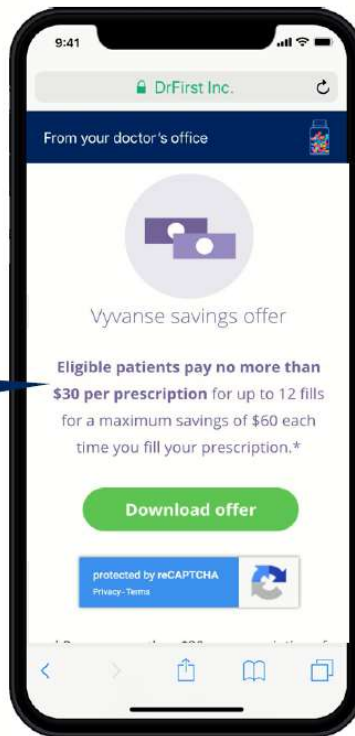 9:41
DrFirst Inc.
From your doctor's office
Vyvanse savings offer
Eligible patients pay no more than
$30 per prescription for up to 12 fills
for a maximum savings of $60 each
time you fill your prescription.*
Download offer
protected by reCAPTCHA
Privacy - Terms